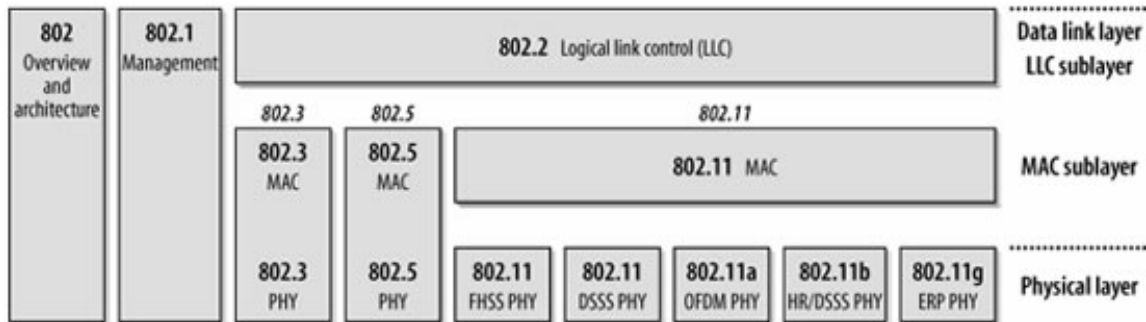 802
Overview
and
architecture
802.1
Management
802.2 Logical link control (LLC)
Data link layer
LLC sublayer
802.3
802.5
802.11
802.3
MAC
802.5
MAC
802.11 MAC
MAC sublayer
802.3
PHY
802.5
PHY
802.11
FHSS PHY
802.11
DSSS PHY
802.11a
OFDM PHY
802.11b
HR/DSSS PHY
802.11g
ERP PHY
Physical layer